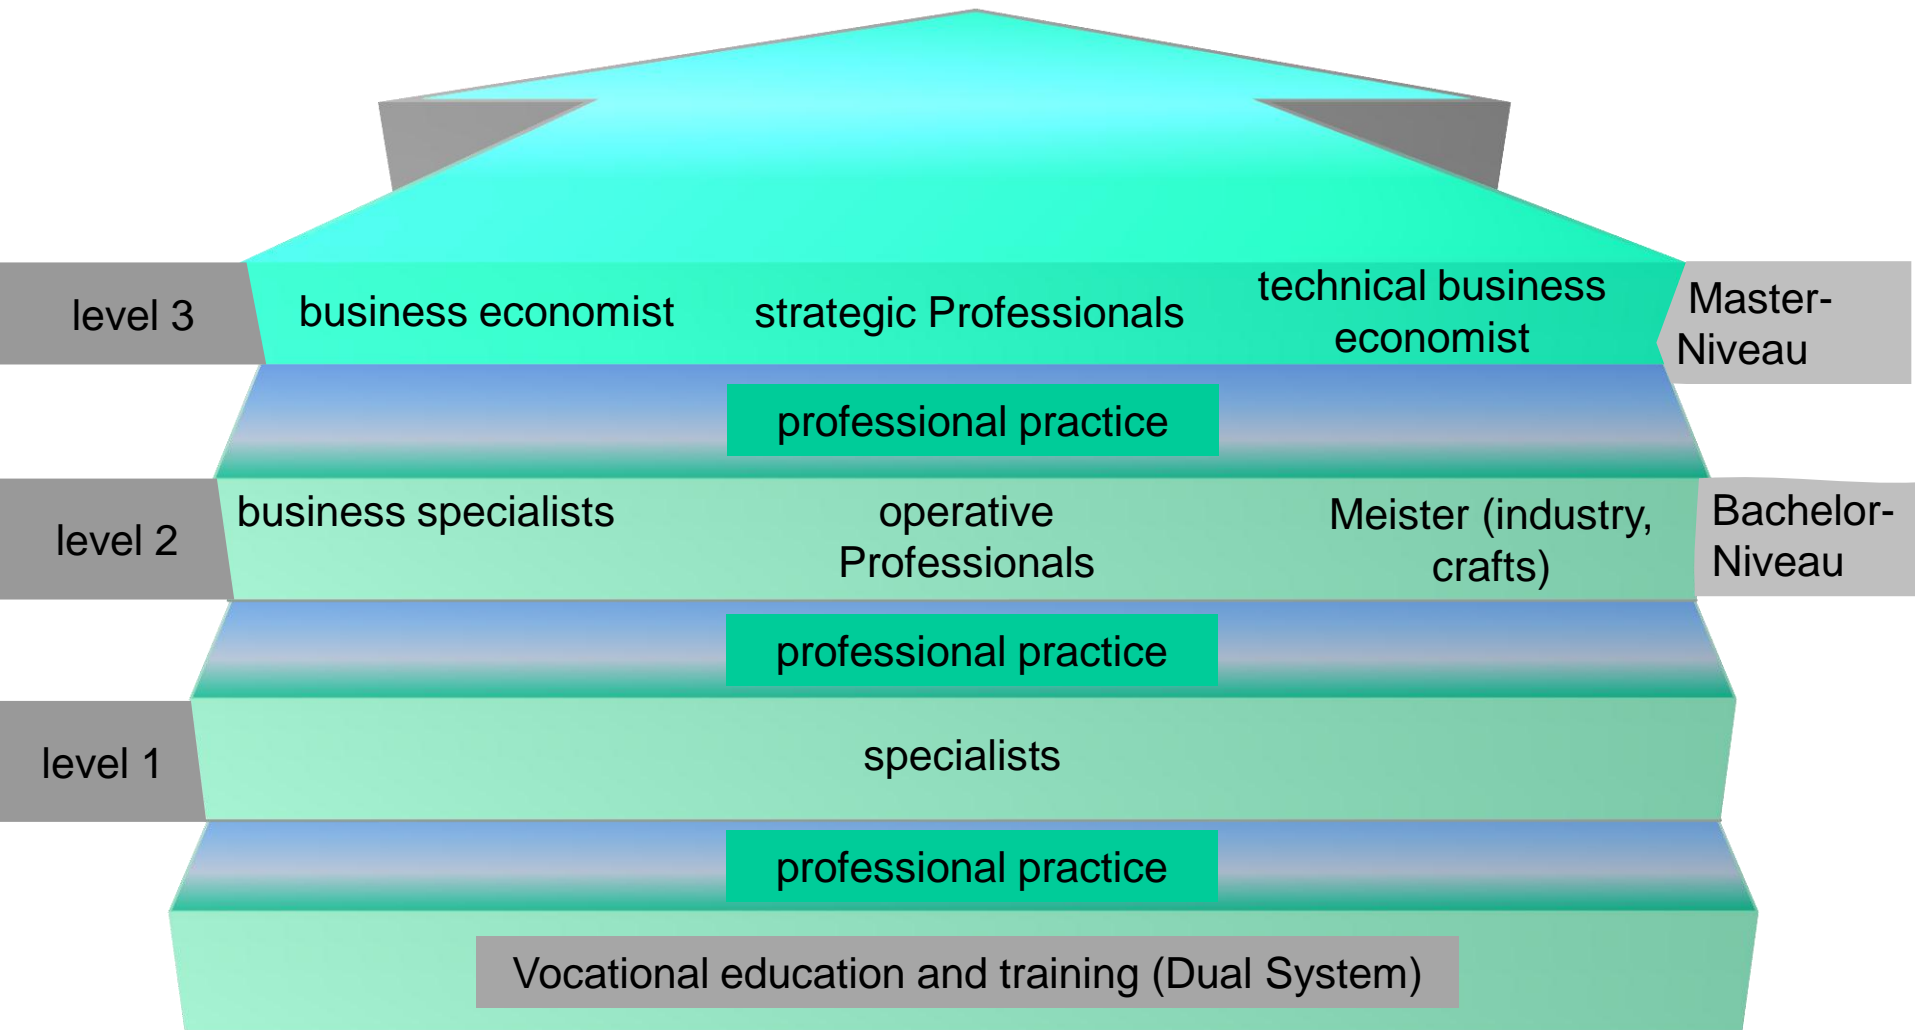 level 3
business economist
strategic Professionals
technical business
economist
Master-
Niveau
professional practice
level 2
business specialists
operative
Professionals
Meister (industry,
crafts)
Bachelor-
Niveau
professional practice
level 1
specialists
professional practice
Vocational education and training (Dual System)